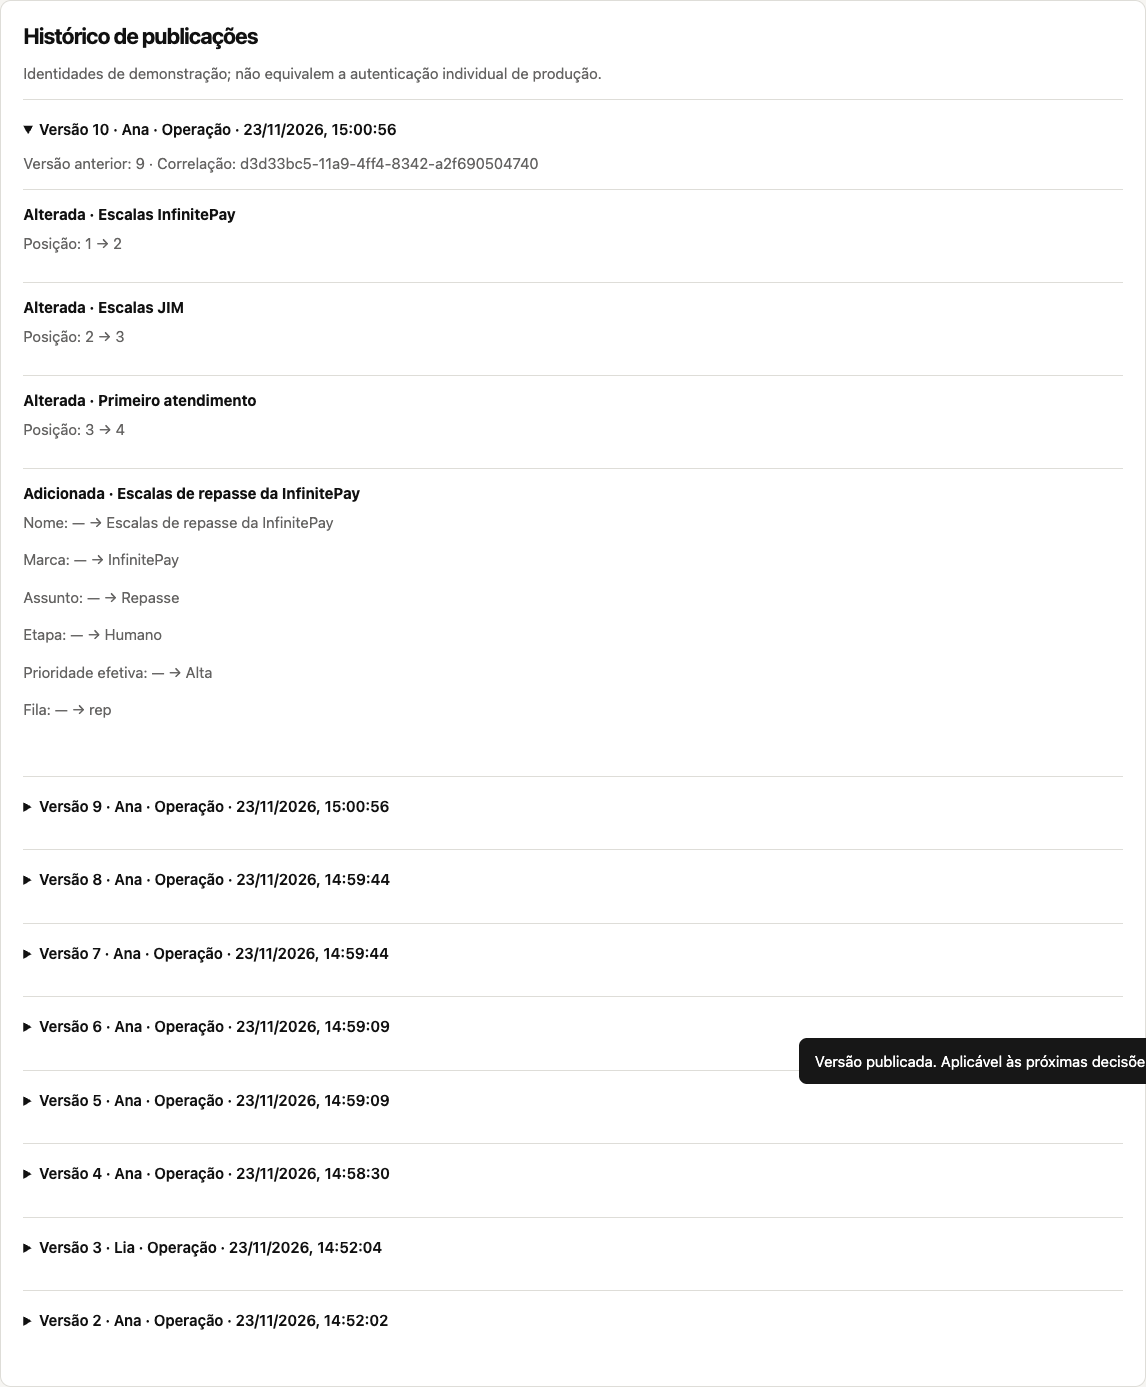 Histórico de publicações
Identidades de demonstração; não equivalem a autenticação individual de produção.
▼ Versão 10 · Ana · Operação · 23/11/2026, 15:00:56
Versão anterior: 9 · Correlação: d3d33bc5-11a9-4ff4-8342-a2f690504740
Alterada · Escalas InfinitePay
Posição: 1 → 2
Alterada · Escalas JIM
Posição: 2 → 3
Alterada · Primeiro atendimento
Posição: 3 → 4
Adicionada · Escalas de repasse da InfinitePay
Nome: — → Escalas de repasse da InfinitePay
Marca: — → InfinitePay
Assunto: — → Repasse
Etapa: — → Humano
Prioridade efetiva: — → Alta
Fila: — → rep
▶ Versão 9 · Ana · Operação · 23/11/2026, 15:00:56
▶ Versão 8 · Ana · Operação · 23/11/2026, 14:59:44
▶ Versão 7 · Ana · Operação · 23/11/2026, 14:59:44
▶ Versão 6 · Ana · Operação · 23/11/2026, 14:59:09
Versão publicada. Aplicável às próximas decisõe
▶ Versão 5 · Ana · Operação · 23/11/2026, 14:59:09
▶ Versão 4 · Ana · Operação · 23/11/2026, 14:58:30
▶ Versão 3 · Lia · Operação · 23/11/2026, 14:52:04
▶ Versão 2 · Ana · Operação · 23/11/2026, 14:52:02